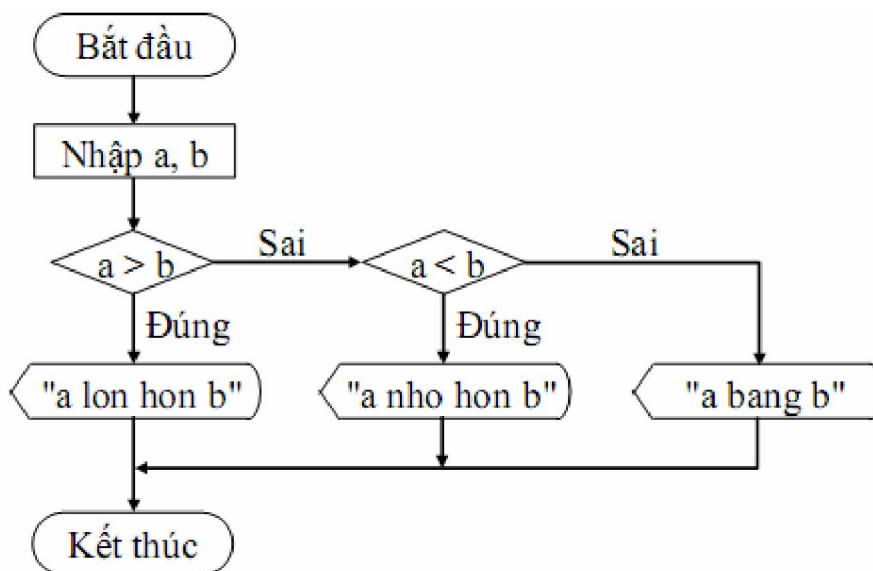 Bắt đầu
Nhập a, b
a > b
Sai
a < b
Sai
Đúng
Đúng
"a lon hon b"
"a nho hon b"
"a bang b"
Kết thúc